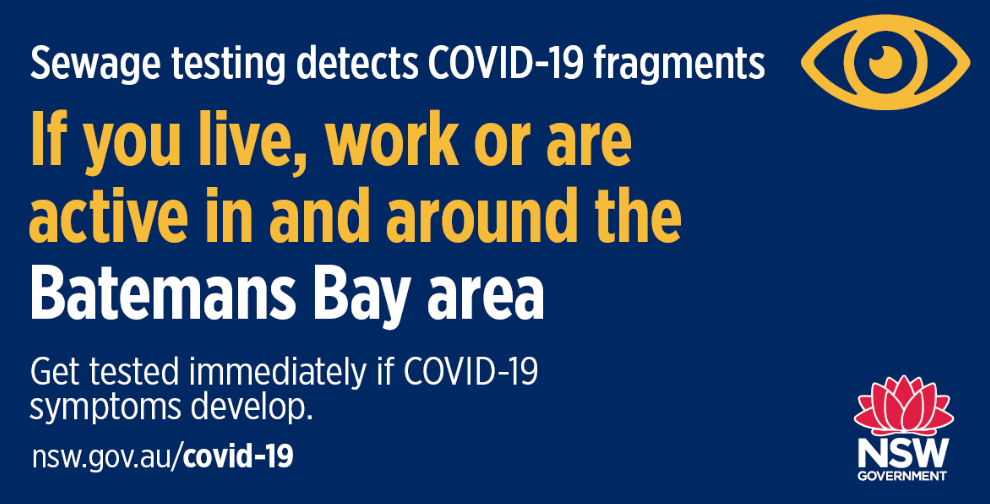 Sewage testing detects COVID-19 fragments
If you live, work or are
active in and around the
Batemans Bay area
Get tested immediately if COVID-19
symptoms develop.
nsw.gov.au/covid-19
NSW
GOVERNMENT